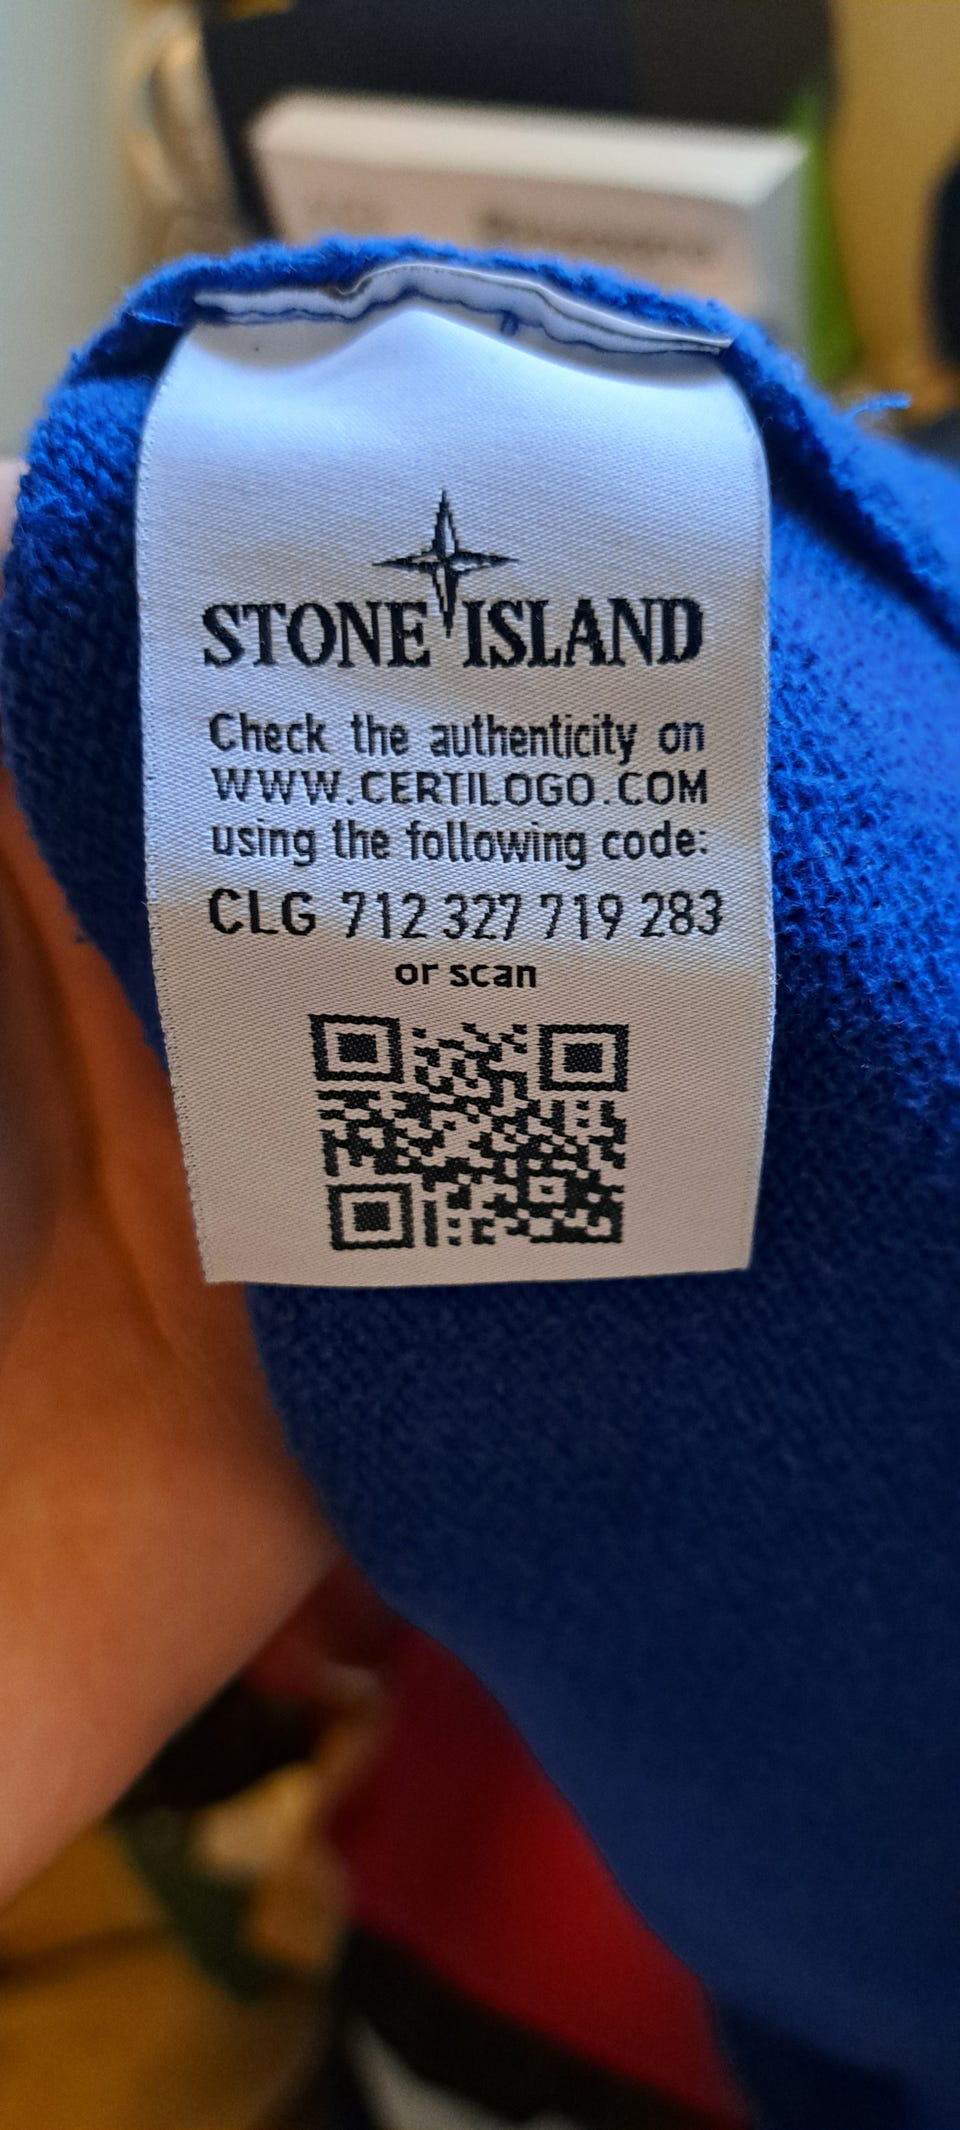 STONE ISLAND
Check the authenticity on
WWW.CERTILOGO.COM
using the following code:
CLG 712 327 719 283
or scan